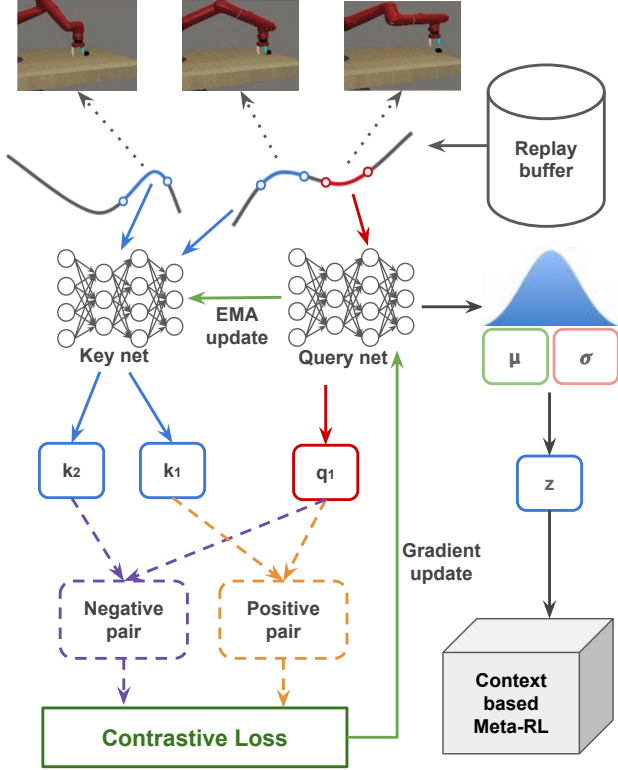 Replay
buffer
EMA
update
Key net
Query net
μ
σ
k2
k1
q1
z
Gradient
update
Negative
pair
Positive
pair
Context
based
Meta-RL
Contrastive Loss